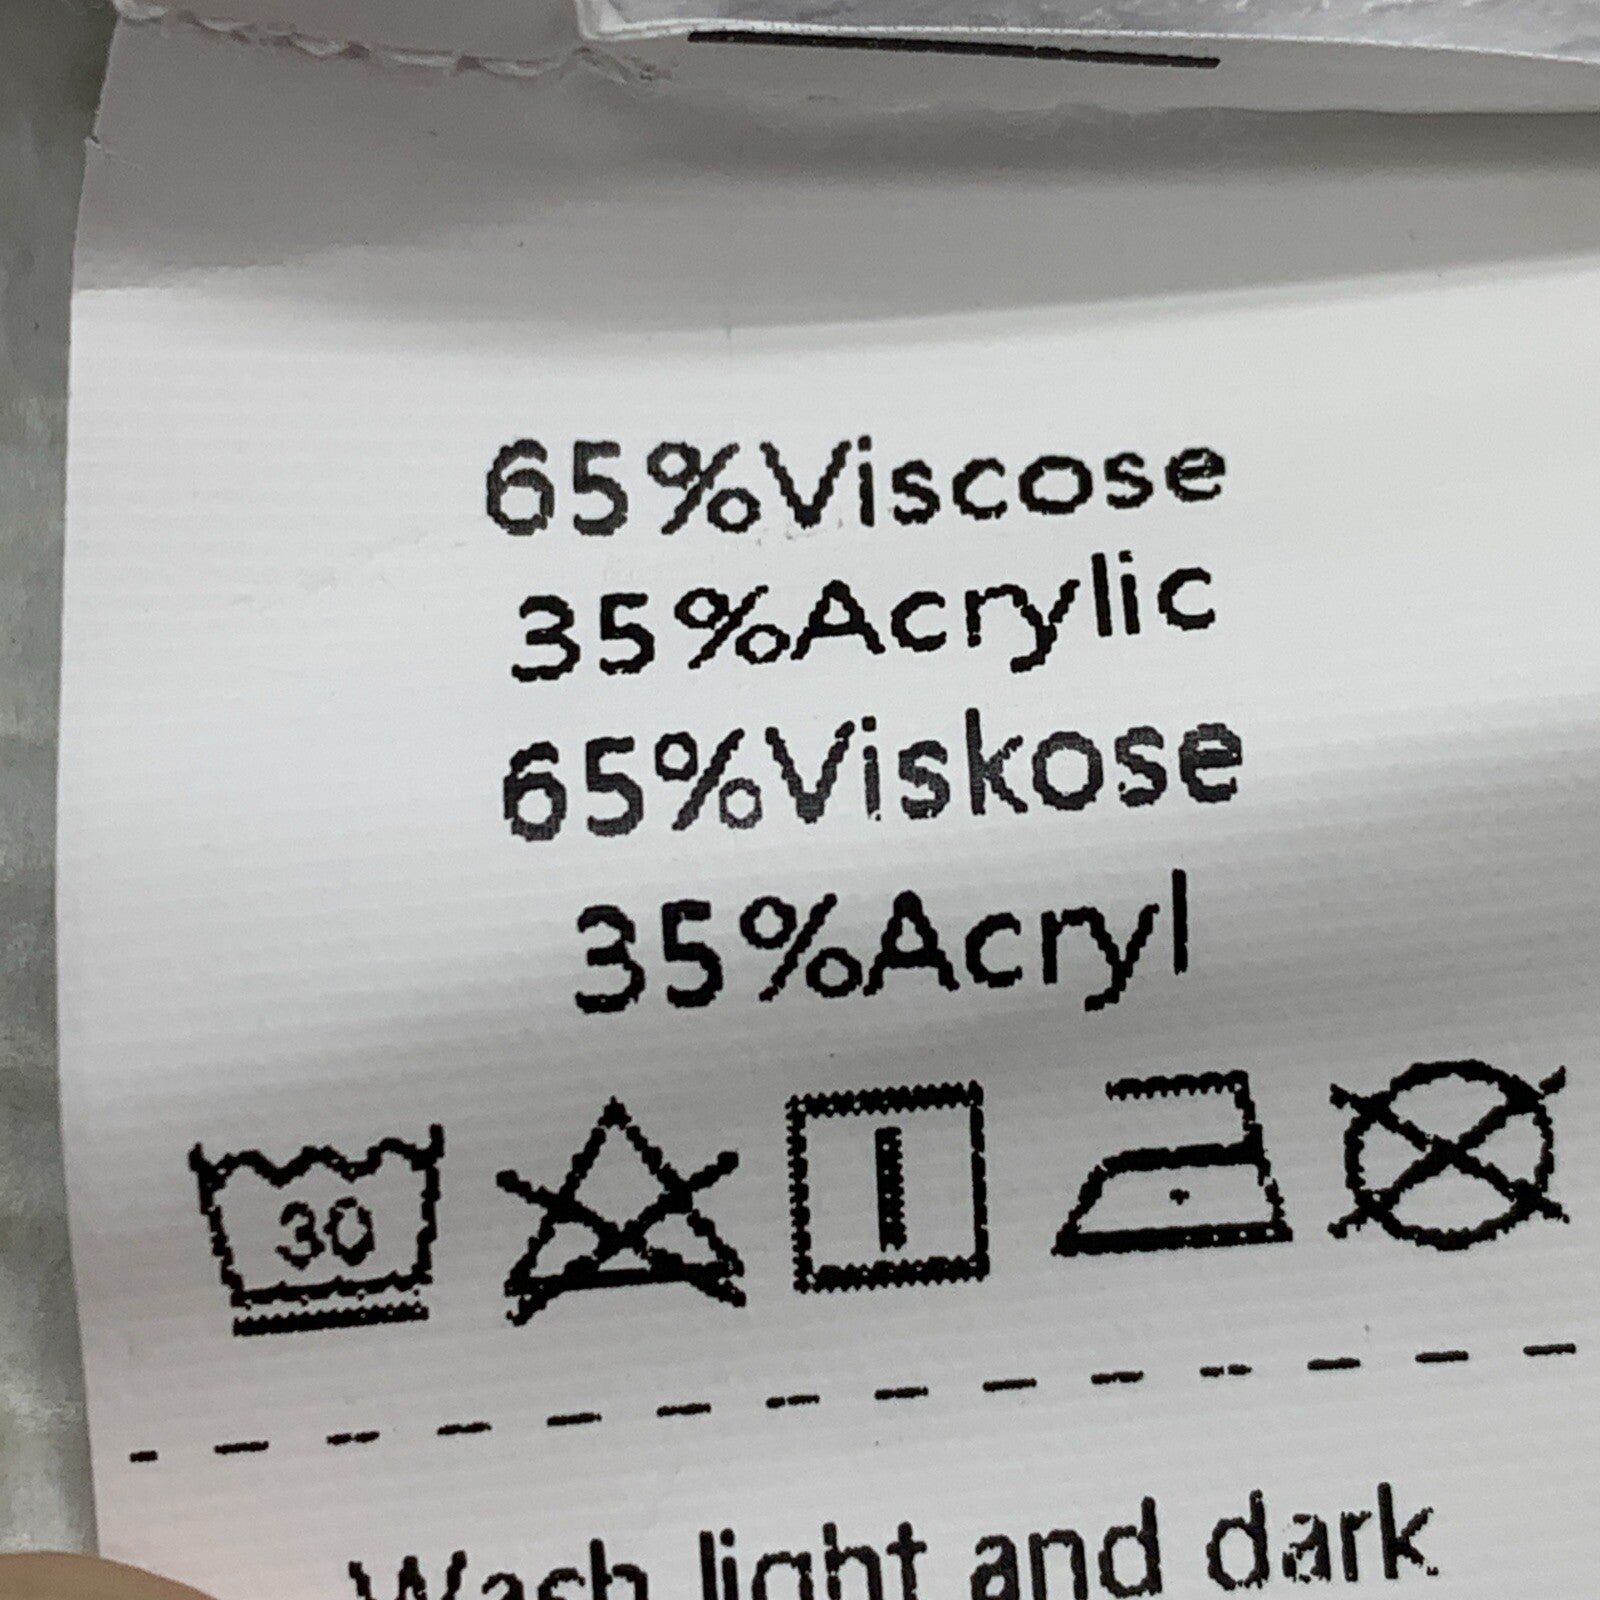 65%Viscose
35%Acrylic
65%Viskose
35%Acryl
30
Wash light and dark